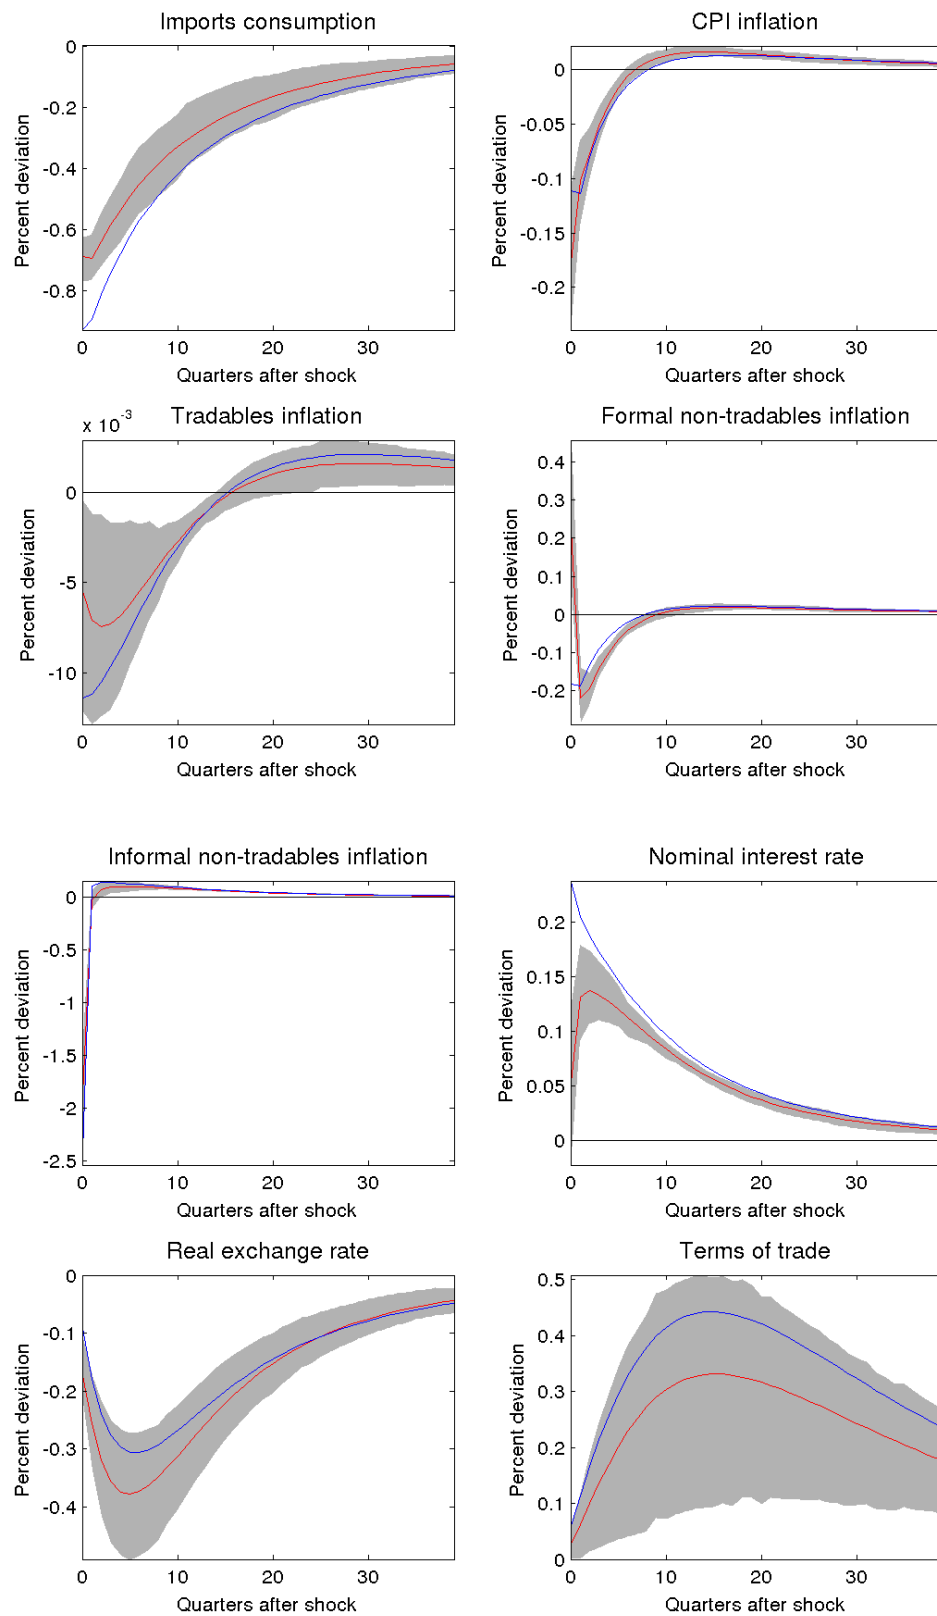 Imports consumption
0
-0.2
-0.4
-0.6
-0.8
Percent deviation
0 10 20 30
Quarters after shock
CPI inflation
0
-0.05
-0.1
-0.15
-0.2
Percent deviation
0 10 20 30
Quarters after shock
Tradables inflation
x 10-3
0
-5
-10
Percent deviation
0 10 20 30
Quarters after shock
Formal non-tradables inflation
0.4
0.3
0.2
0.1
0
-0.1
-0.2
Percent deviation
0 10 20 30
Quarters after shock
Informal non-tradables inflation
0
-0.5
-1
-1.5
-2
-2.5
Percent deviation
0 10 20 30
Quarters after shock
Nominal interest rate
0.2
0.15
0.1
0.05
0
Percent deviation
0 10 20 30
Quarters after shock
Real exchange rate
0
-0.1
-0.2
-0.3
-0.4
Percent deviation
0 10 20 30
Quarters after shock
Terms of trade
0.5
0.4
0.3
0.2
0.1
0
Percent deviation
0 10 20 30
Quarters after shock